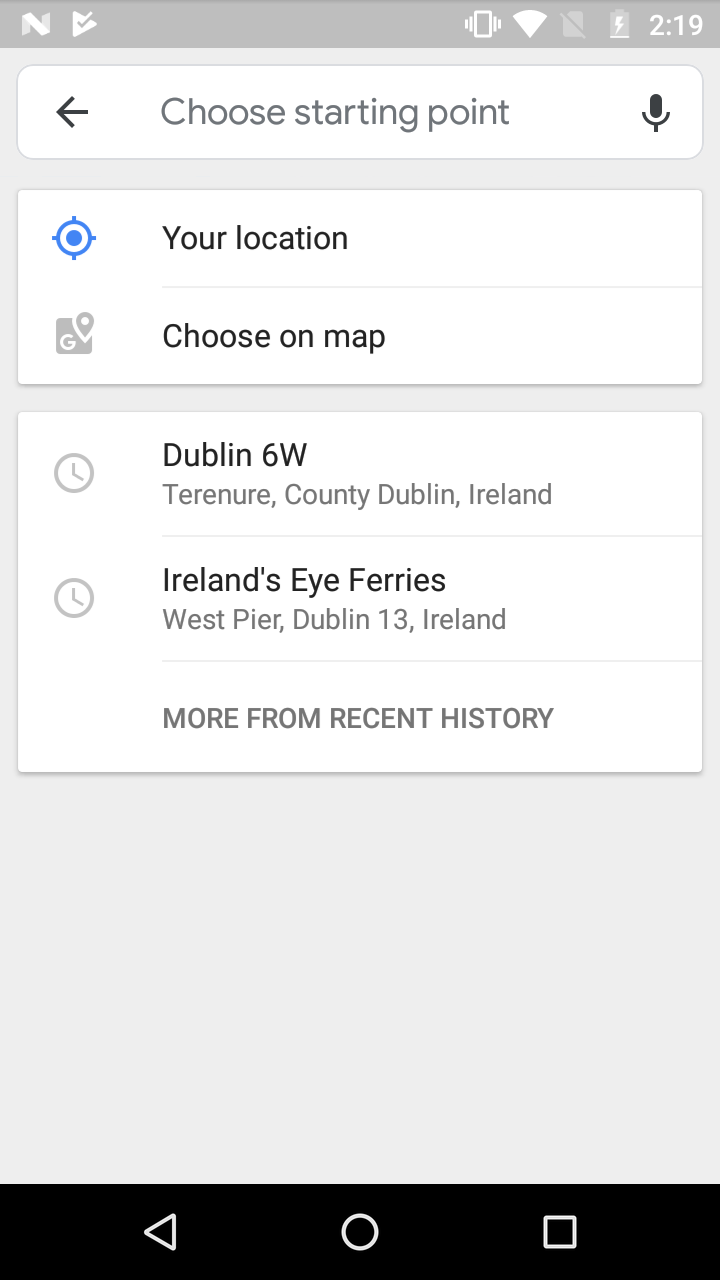 2:19
Choose starting point
Your location
Choose on map
Dublin 6W
Terenure, County Dublin, Ireland
Ireland's Eye Ferries
West Pier, Dublin 13, Ireland
MORE FROM RECENT HISTORY